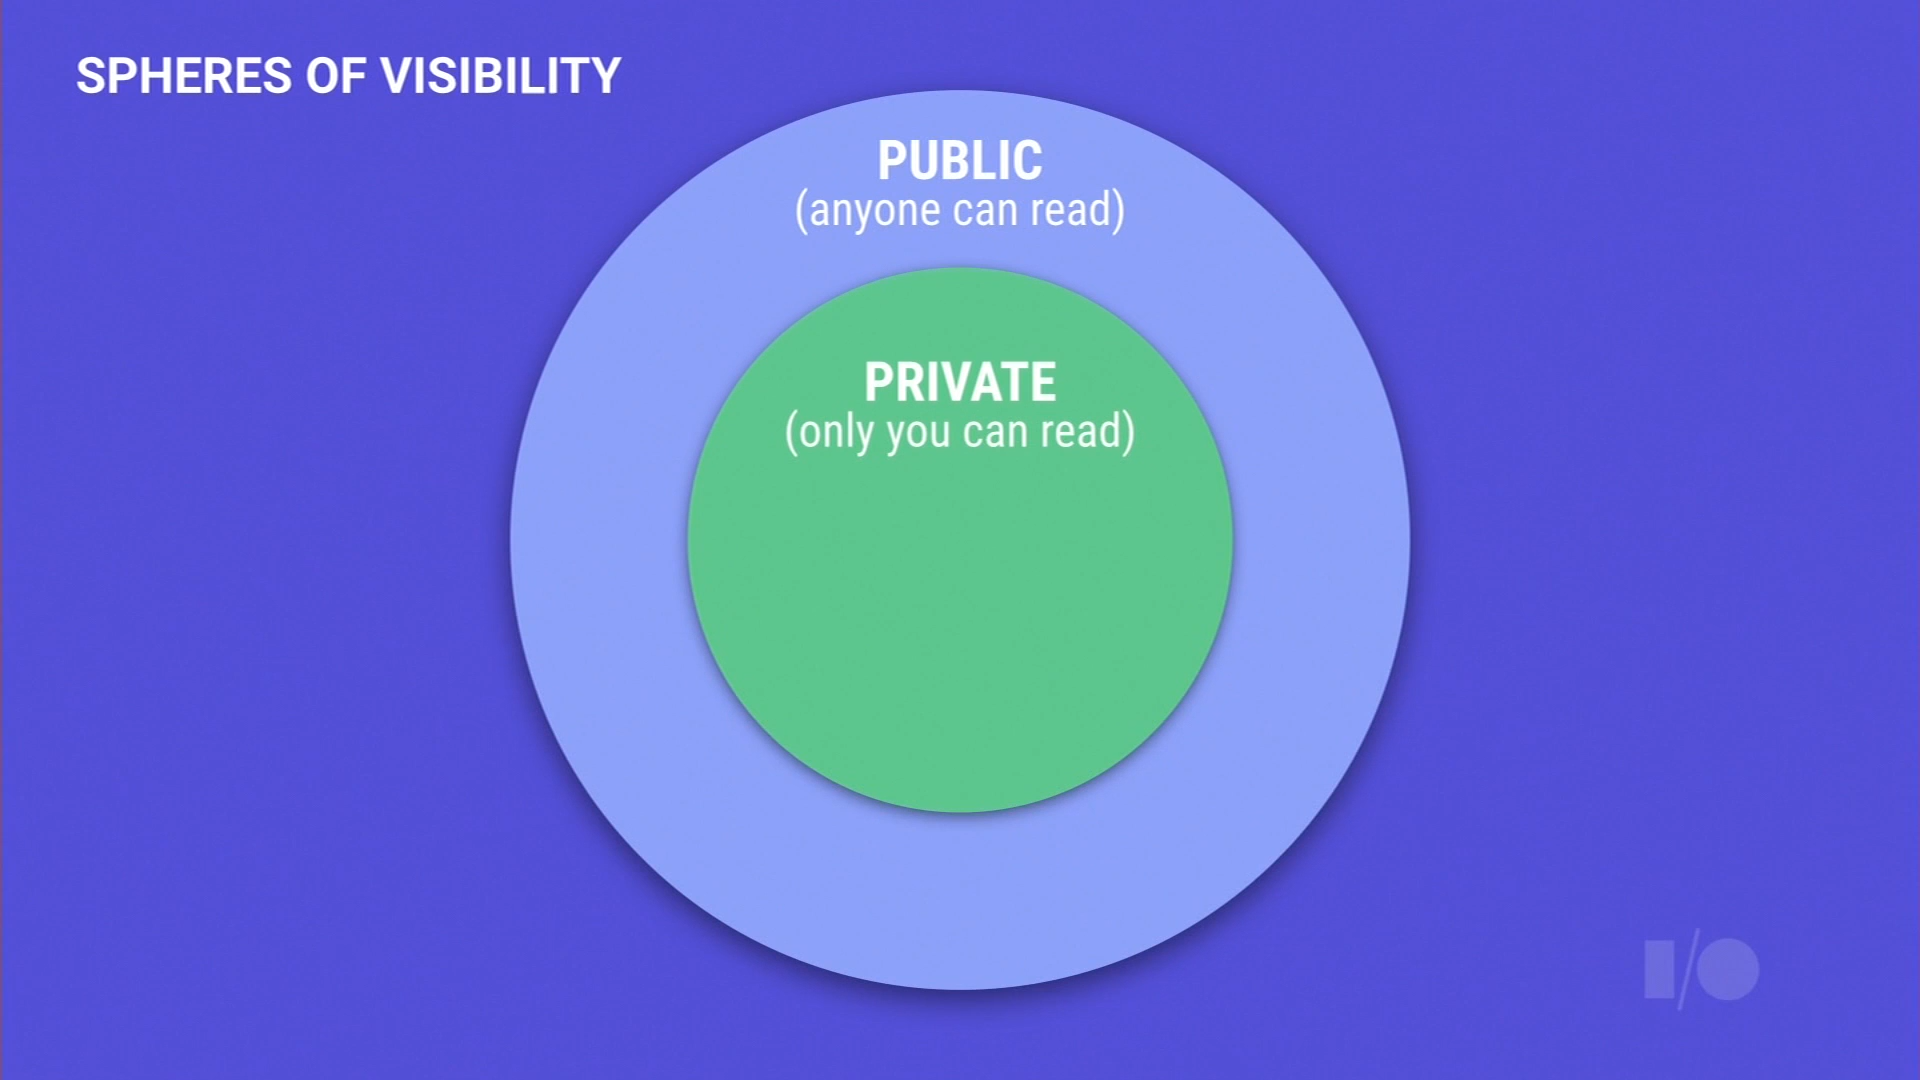 SPHERES OF VISIBILITY
PUBLIC
(anyone can read)
PRIVATE
(only you can read)
I/O